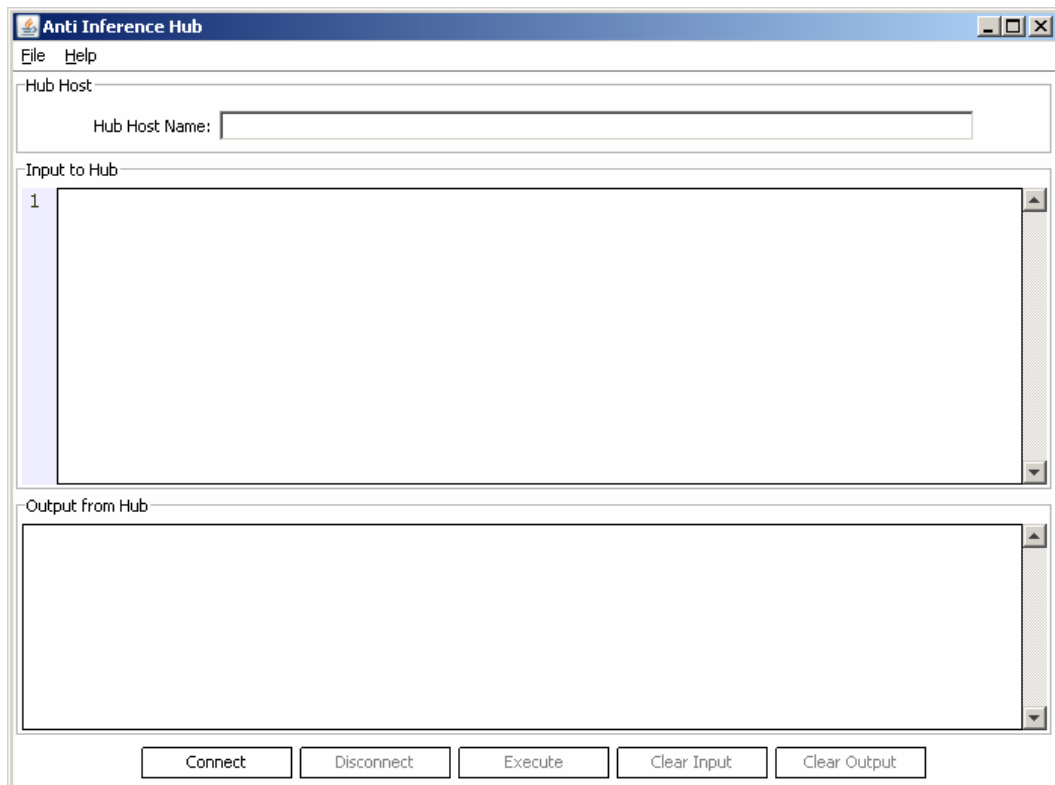 Anti Inference Hub
File Help
Hub Host
Hub Host Name:
Input to Hub
1
Output from Hub
Connect Disconnect Execute Clear Input Clear Output